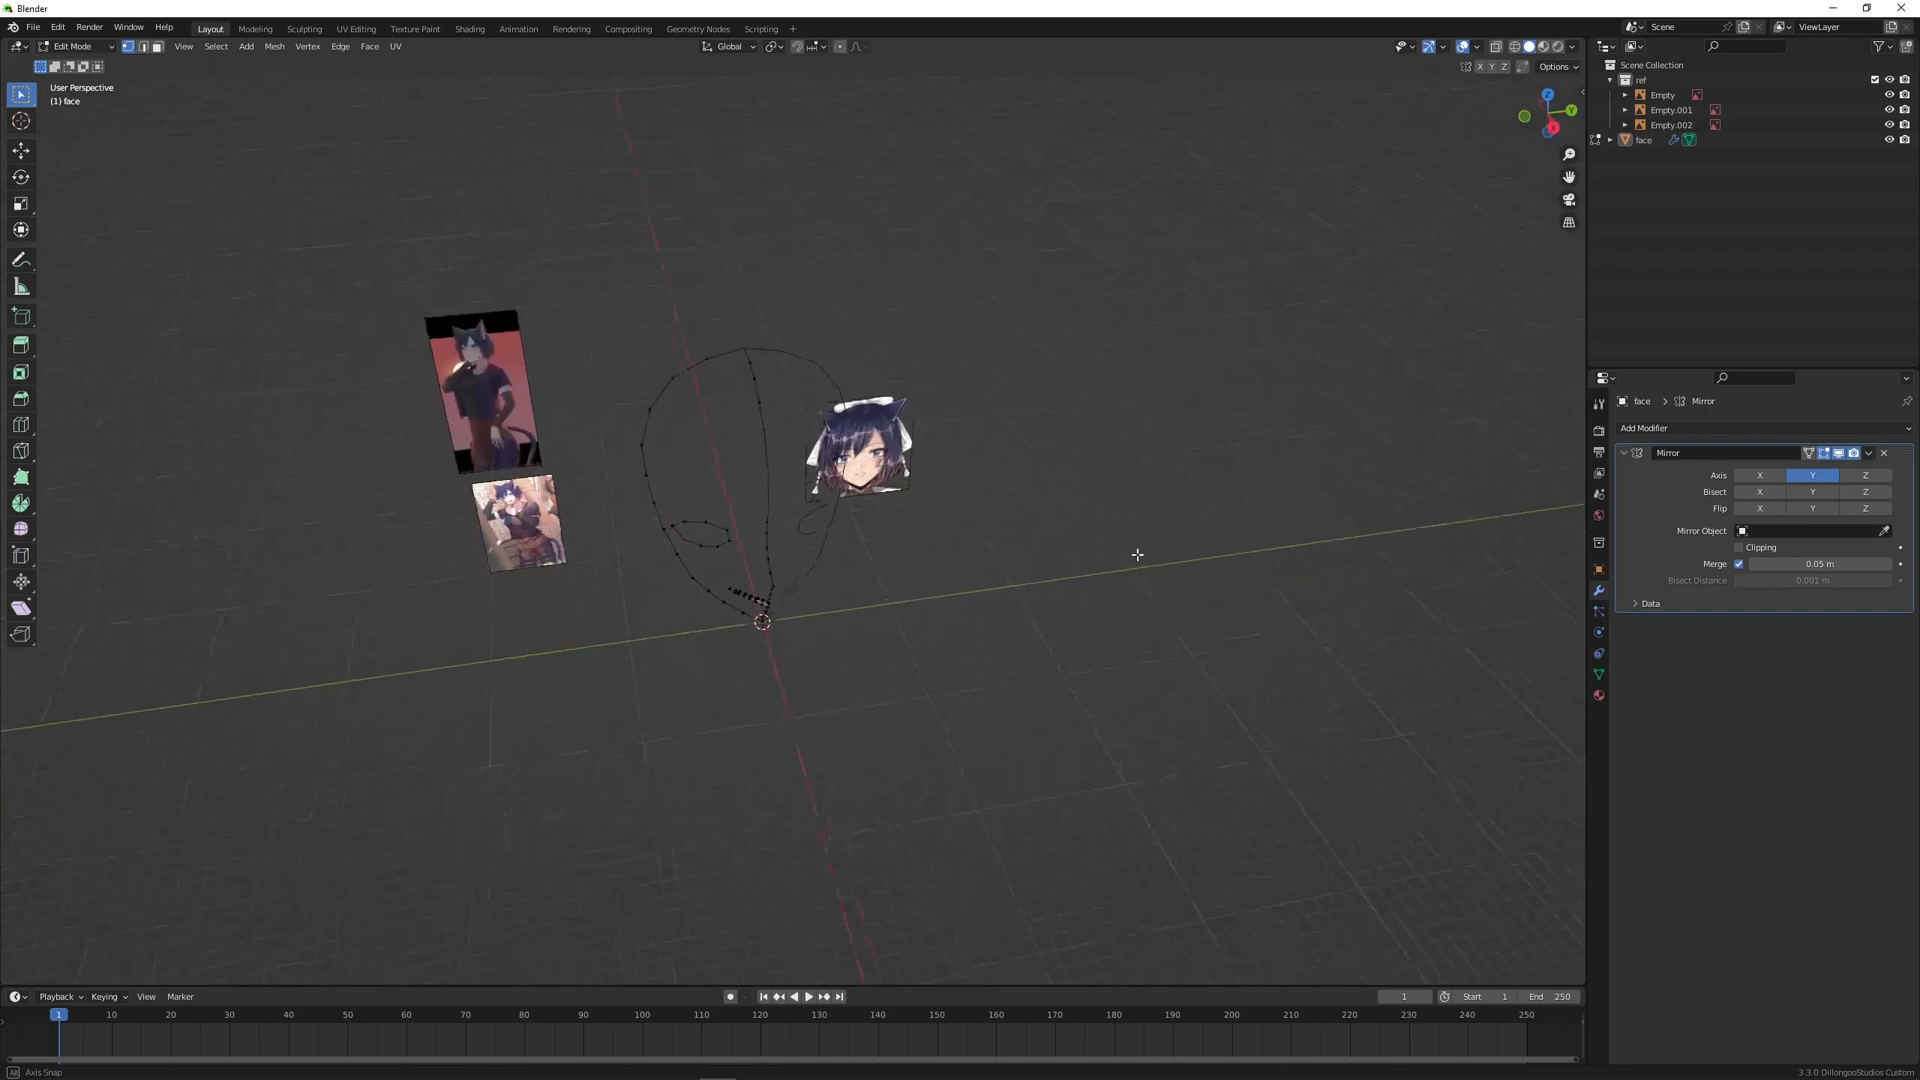 Blender
File Edit Render Window Help Layout Modeling Sculpting UV Editing Texture Paint Shading Animation Rendering Compositing Geometry Nodes Scripting + Scene ViewLayer
Edit Mode View Select Add Mesh Vertex Edge Face UV Global
X Y Z Options
User Perspective
(1) face
Z
Y
X
Scene Collection
ref
Empty
Empty.001
Empty.002
face
face > Mirror
Add Modifier
Mirror
Axis X Y Z
Bisect X Y Z
Flip X Y Z
Mirror Object
Clipping
Merge 0.05 m
Bisect Distance 0.001 m
Data
Playback Keying View Marker 1 Start 1 End 250
1 10 20 30 40 50 60 70 80 90 100 110 120 130 140 150 160 170 180 190 200 210 220 230 240 250
Alt Axis Snap 3.3.0 DillongooStudios Custom